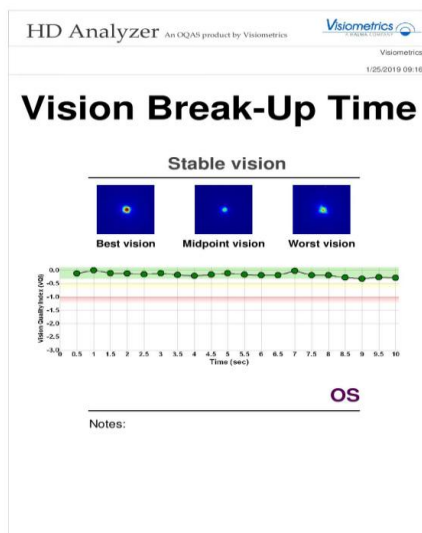 HD Analyzer An OQAS product by Visiometrics
Visiometrics
A HALMA COMPANY
Visiometrics
1/25/2019 09:16
Vision Break-Up Time
Stable vision
Best vision Midpoint vision Worst vision
Vision Quality Index (VQI)
0.0
-0.5
-1.0
-1.5
-2.0
-2.5
-3.0
0 0.5 1 1.5 2 2.5 3 3.5 4 4.5 5 5.5 6 6.5 7 7.5 8 8.5 9 9.5 10
Time (sec)
OS
Notes: